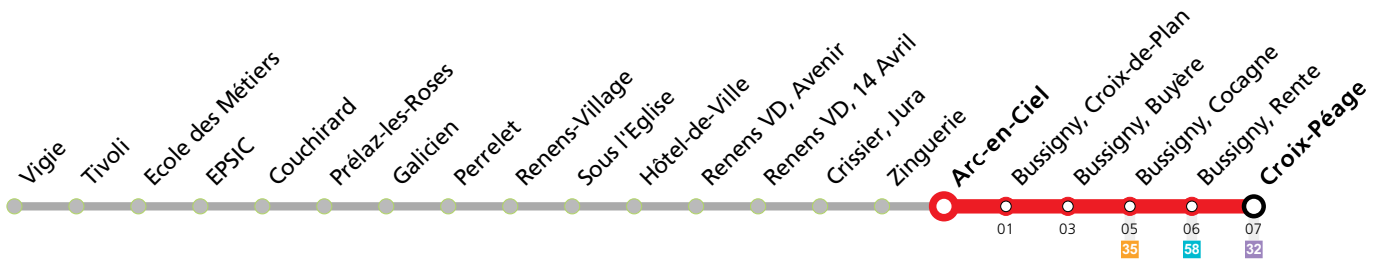 Vigie
Tivoli
Ecole des Métiers
EPSIC
Couchirard
Prélaz-les-Roses
Galicien
Perrelet
Renens-Village
Sous l'Eglise
Hôtel-de-Ville
Renens VD, Avenir
Renens VD, 14 Avril
Crissier, Jura
Zinguerie
Arc-en-Ciel
Bussigny, Croix-de-Plan
Bussigny, Buyère
Bussigny, Cocagne
Bussigny, Rente
Croix-Péage
01 03 05 06 07
35 58 32